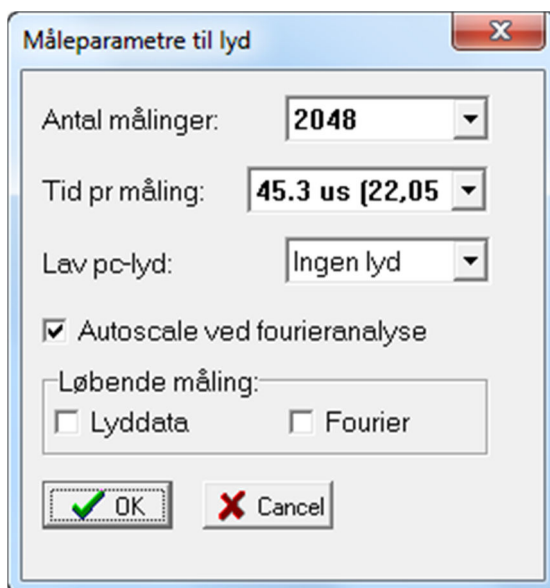 Måleparametre til lyd
Antal målinger: 2048
Tid pr måling: 45.3 us (22,05
Lav pc-lyd: Ingen lyd
Autoscale ved fourieranalyse
Løbende måling:
Lyddata Fourier
OK Cancel